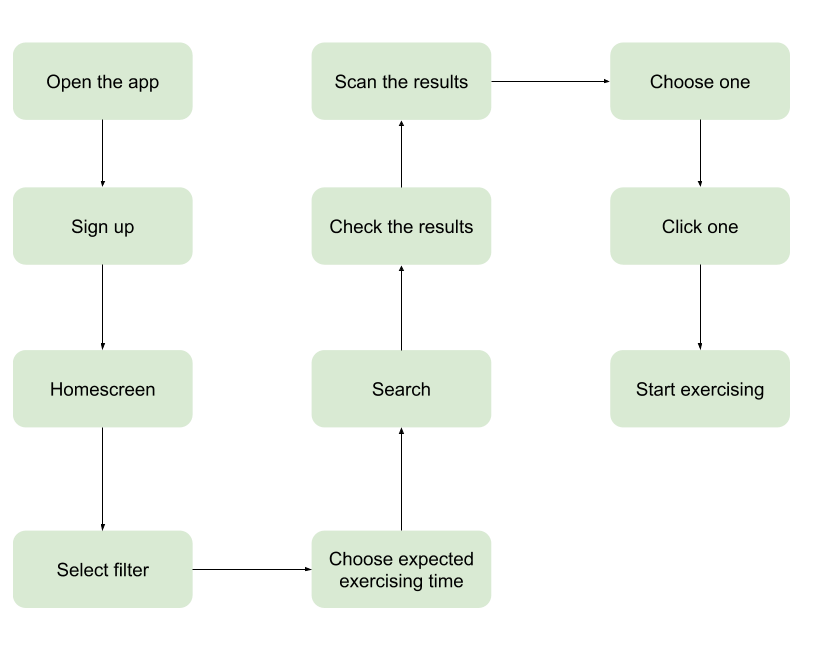 Open the app
Sign up
Homescreen
Select filter
Choose expected
exercising time
Search
Check the results
Scan the results
Choose one
Click one
Start exercising